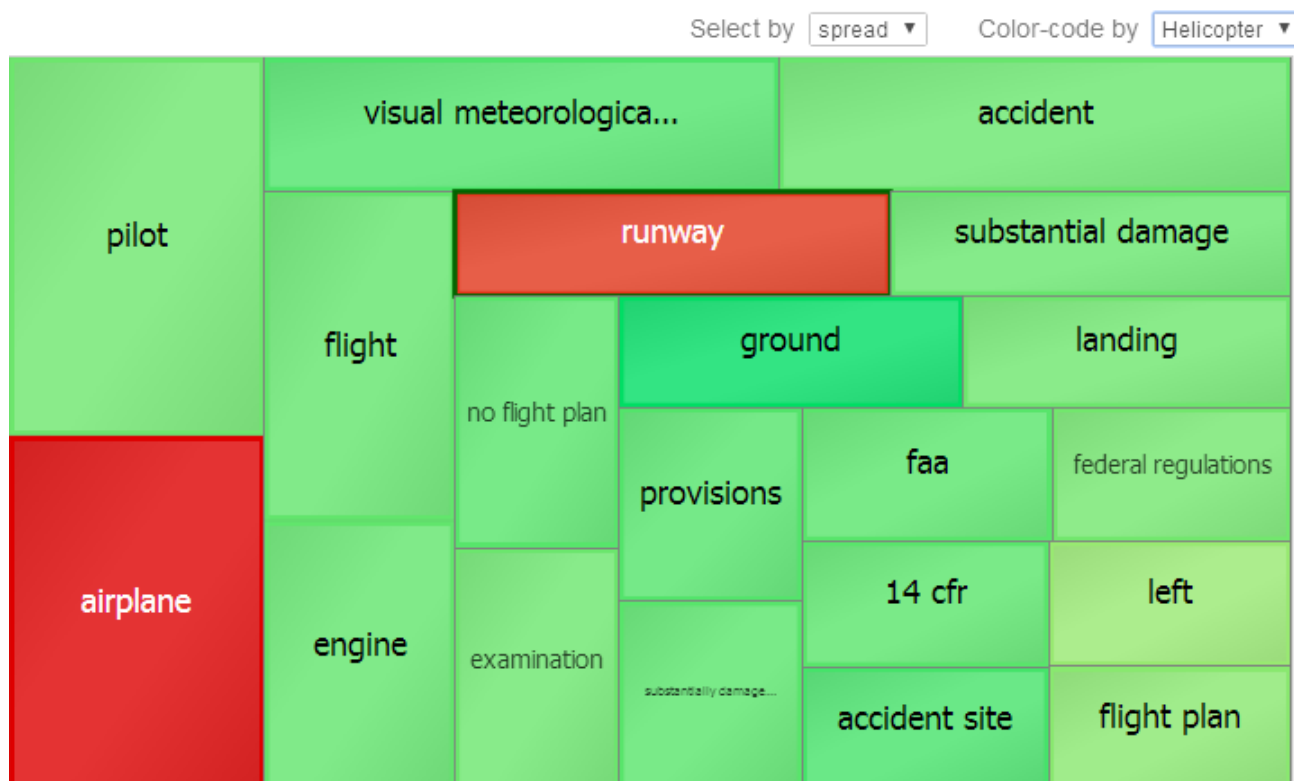 Select by spread ▼ Color-code by Helicopter ▼
visual meteorologica...
accident
pilot
runway
substantial damage
flight
ground
landing
no flight plan
faa
federal regulations
provisions
airplane
14 cfr
left
engine
examination
substantially damage...
accident site
flight plan